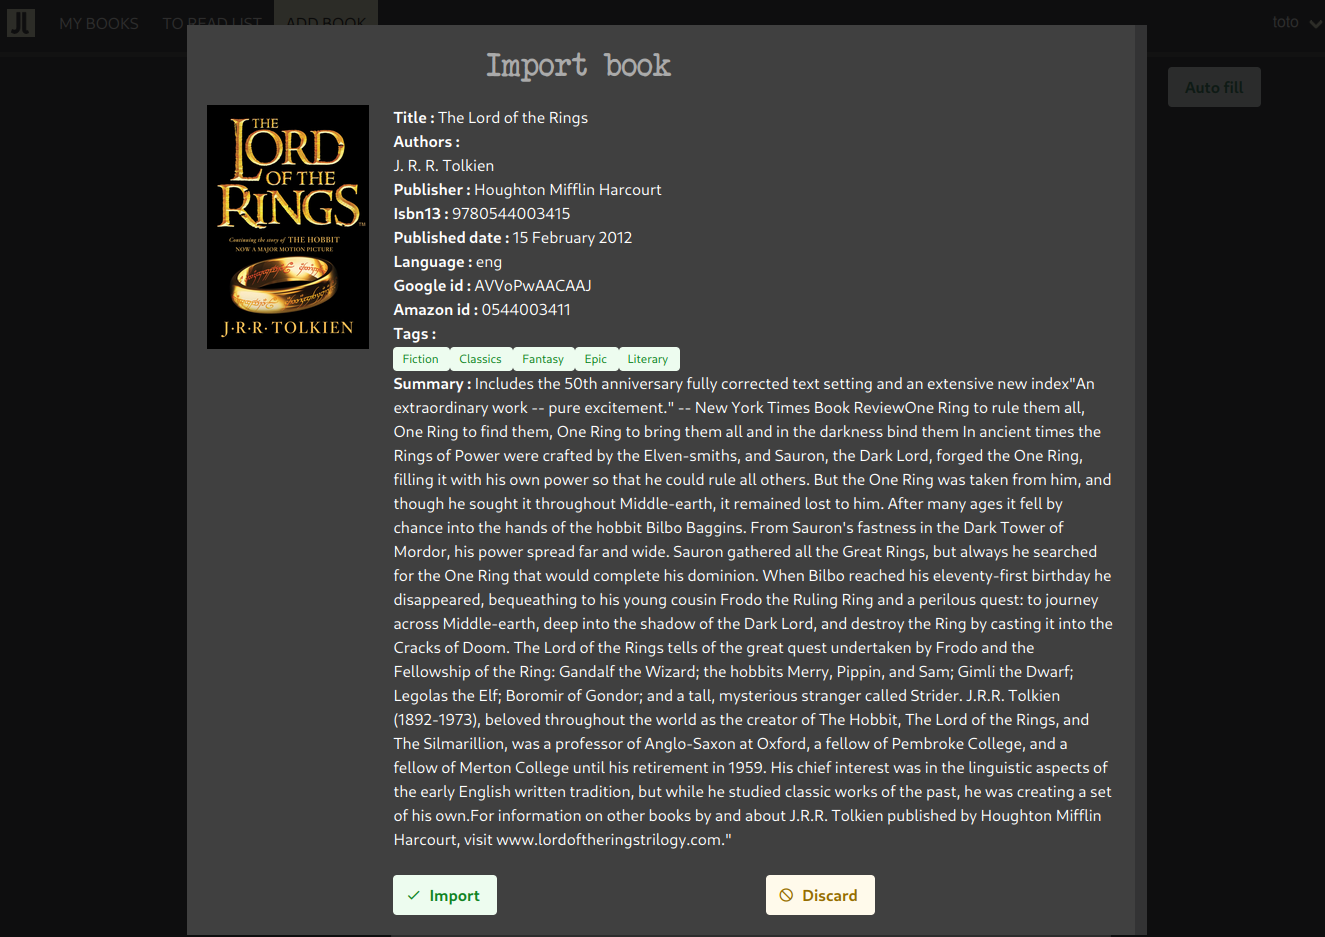 JL MY BOOKS TO READ LIST ADD BOOK toto
Import book
Auto fill
THE
LORD
OF THE
RINGS™
Continuing the story of THE HOBBIT
NOW A MAJOR MOTION PICTURE
J·R·R·TOLKIEN
Title : The Lord of the Rings
Authors :
J. R. R. Tolkien
Publisher : Houghton Mifflin Harcourt
Isbn13 : 9780544003415
Published date : 15 February 2012
Language : eng
Google id : AVVoPwAACAAJ
Amazon id : 0544003411
Tags :
Fiction Classics Fantasy Epic Literary
Summary : Includes the 50th anniversary fully corrected text setting and an extensive new index"An
extraordinary work -- pure excitement." -- New York Times Book ReviewOne Ring to rule them all,
One Ring to find them, One Ring to bring them all and in the darkness bind them In ancient times the
Rings of Power were crafted by the Elven-smiths, and Sauron, the Dark Lord, forged the One Ring,
filling it with his own power so that he could rule all others. But the One Ring was taken from him, and
though he sought it throughout Middle-earth, it remained lost to him. After many ages it fell by
chance into the hands of the hobbit Bilbo Baggins. From Sauron's fastness in the Dark Tower of
Mordor, his power spread far and wide. Sauron gathered all the Great Rings, but always he searched
for the One Ring that would complete his dominion. When Bilbo reached his eleventy-first birthday he
disappeared, bequeathing to his young cousin Frodo the Ruling Ring and a perilous quest: to journey
across Middle-earth, deep into the shadow of the Dark Lord, and destroy the Ring by casting it into the
Cracks of Doom. The Lord of the Rings tells of the great quest undertaken by Frodo and the
Fellowship of the Ring: Gandalf the Wizard; the hobbits Merry, Pippin, and Sam; Gimli the Dwarf;
Legolas the Elf; Boromir of Gondor; and a tall, mysterious stranger called Strider. J.R.R. Tolkien
(1892-1973), beloved throughout the world as the creator of The Hobbit, The Lord of the Rings, and
The Silmarillion, was a professor of Anglo-Saxon at Oxford, a fellow of Pembroke College, and a
fellow of Merton College until his retirement in 1959. His chief interest was in the linguistic aspects of
the early English written tradition, but while he studied classic works of the past, he was creating a set
of his own.For information on other books by and about J.R.R. Tolkien published by Houghton Mifflin
Harcourt, visit www.lordoftheringstrilogy.com."
Import Discard